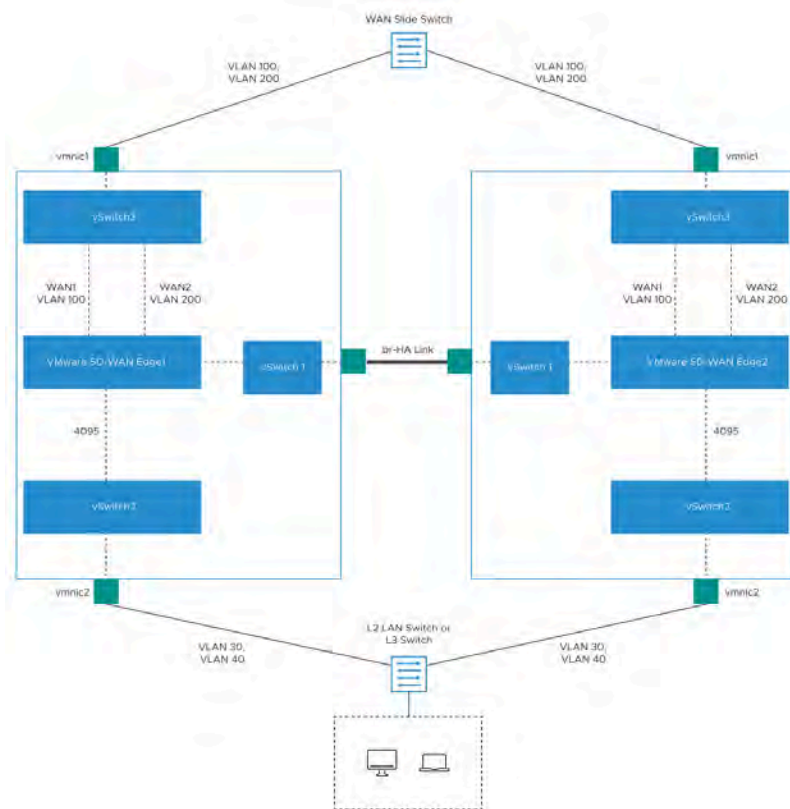 WAN Slide Switch
VLAN 100,
VLAN 200
VLAN 100,
VLAN 200
vmnic1
vmnic1
vSwitch3
vSwitch3
WAN1
VLAN 100
WAN2
VLAN 200
WAN1
VLAN 100
WAN2
VLAN 200
br-HA Link
VMware SD-WAN Edge1
vSwitch 1
vSwitch 1
VMware SD-WAN Edge2
4095
4095
vSwitch2
vSwitch2
vmnic2
vmnic2
L2 LAN Switch or
L3 Switch
VLAN 30,
VLAN 40
VLAN 30,
VLAN 40